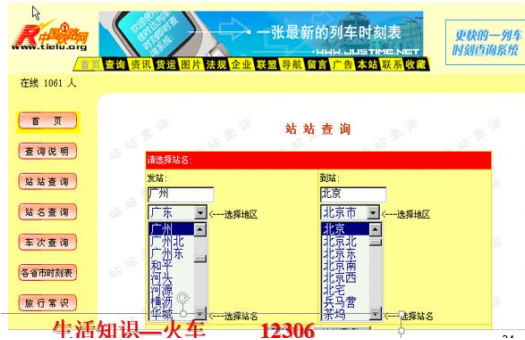 中国铁路网
www.tielu.org
一张最新的列车时刻表
WWW.JUSTIME.NET
更快的一列车
时刻查询系统
首页 查询 资讯 货运 图片 法规 企业 联盟 导航 留言 广告 本站 联系 收藏
在线 1061 人
首 页
站 站 查 询
查询说明
请选择站名:
发站: 到站:
广州 北京
站站查询
广东 <---选择地区 北京市 <---选择地区
站名查询
广州 北京
广州北 北京北
广州东 北京东
车次查询
和平 北京南
河头 北京西
河源 北宅
各省市时刻表
横沥 兵马营
华城 <---选择站名 茶坞 <---选择站名
旅行常识
生活知识—火车 12306